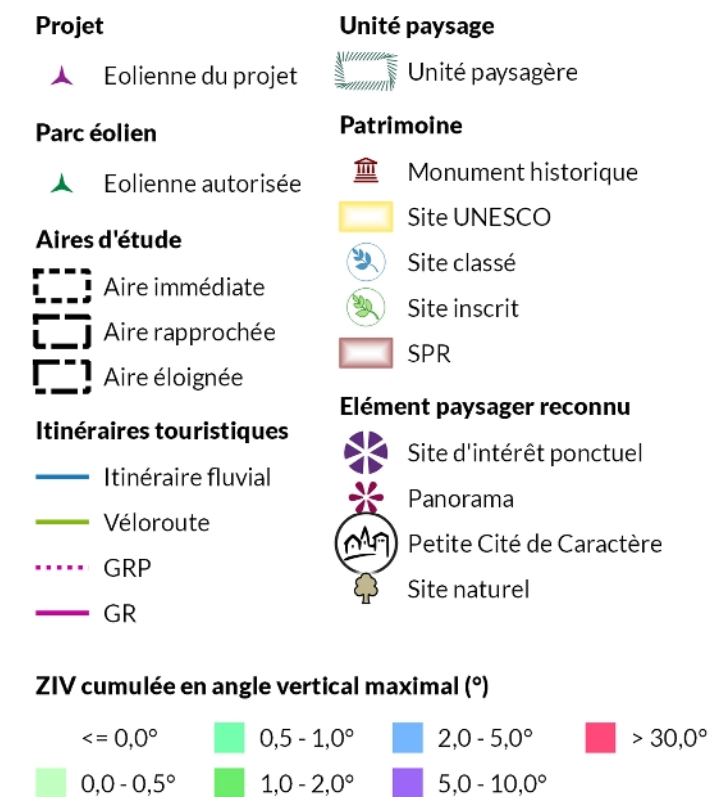 Projet
Eolienne du projet
Parc éolien
Eolienne autorisée
Aires d'étude
Aire immédiate
Aire rapprochée
Aire éloignée
Itinéraires touristiques
Itinéraire fluvial
Véloroute
GRP
GR
Unité paysage
Unité paysagère
Patrimoine
Monument historique
Site UNESCO
Site classé
Site inscrit
SPR
Elément paysager reconnu
Site d'intérêt ponctuel
Panorama
Petite Cité de Caractère
Site naturel
ZIV cumulée en angle vertical maximal (°)
<= 0,0° 0,5 - 1,0° 2,0 - 5,0° > 30,0°
0,0 - 0,5° 1,0 - 2,0° 5,0 - 10,0°